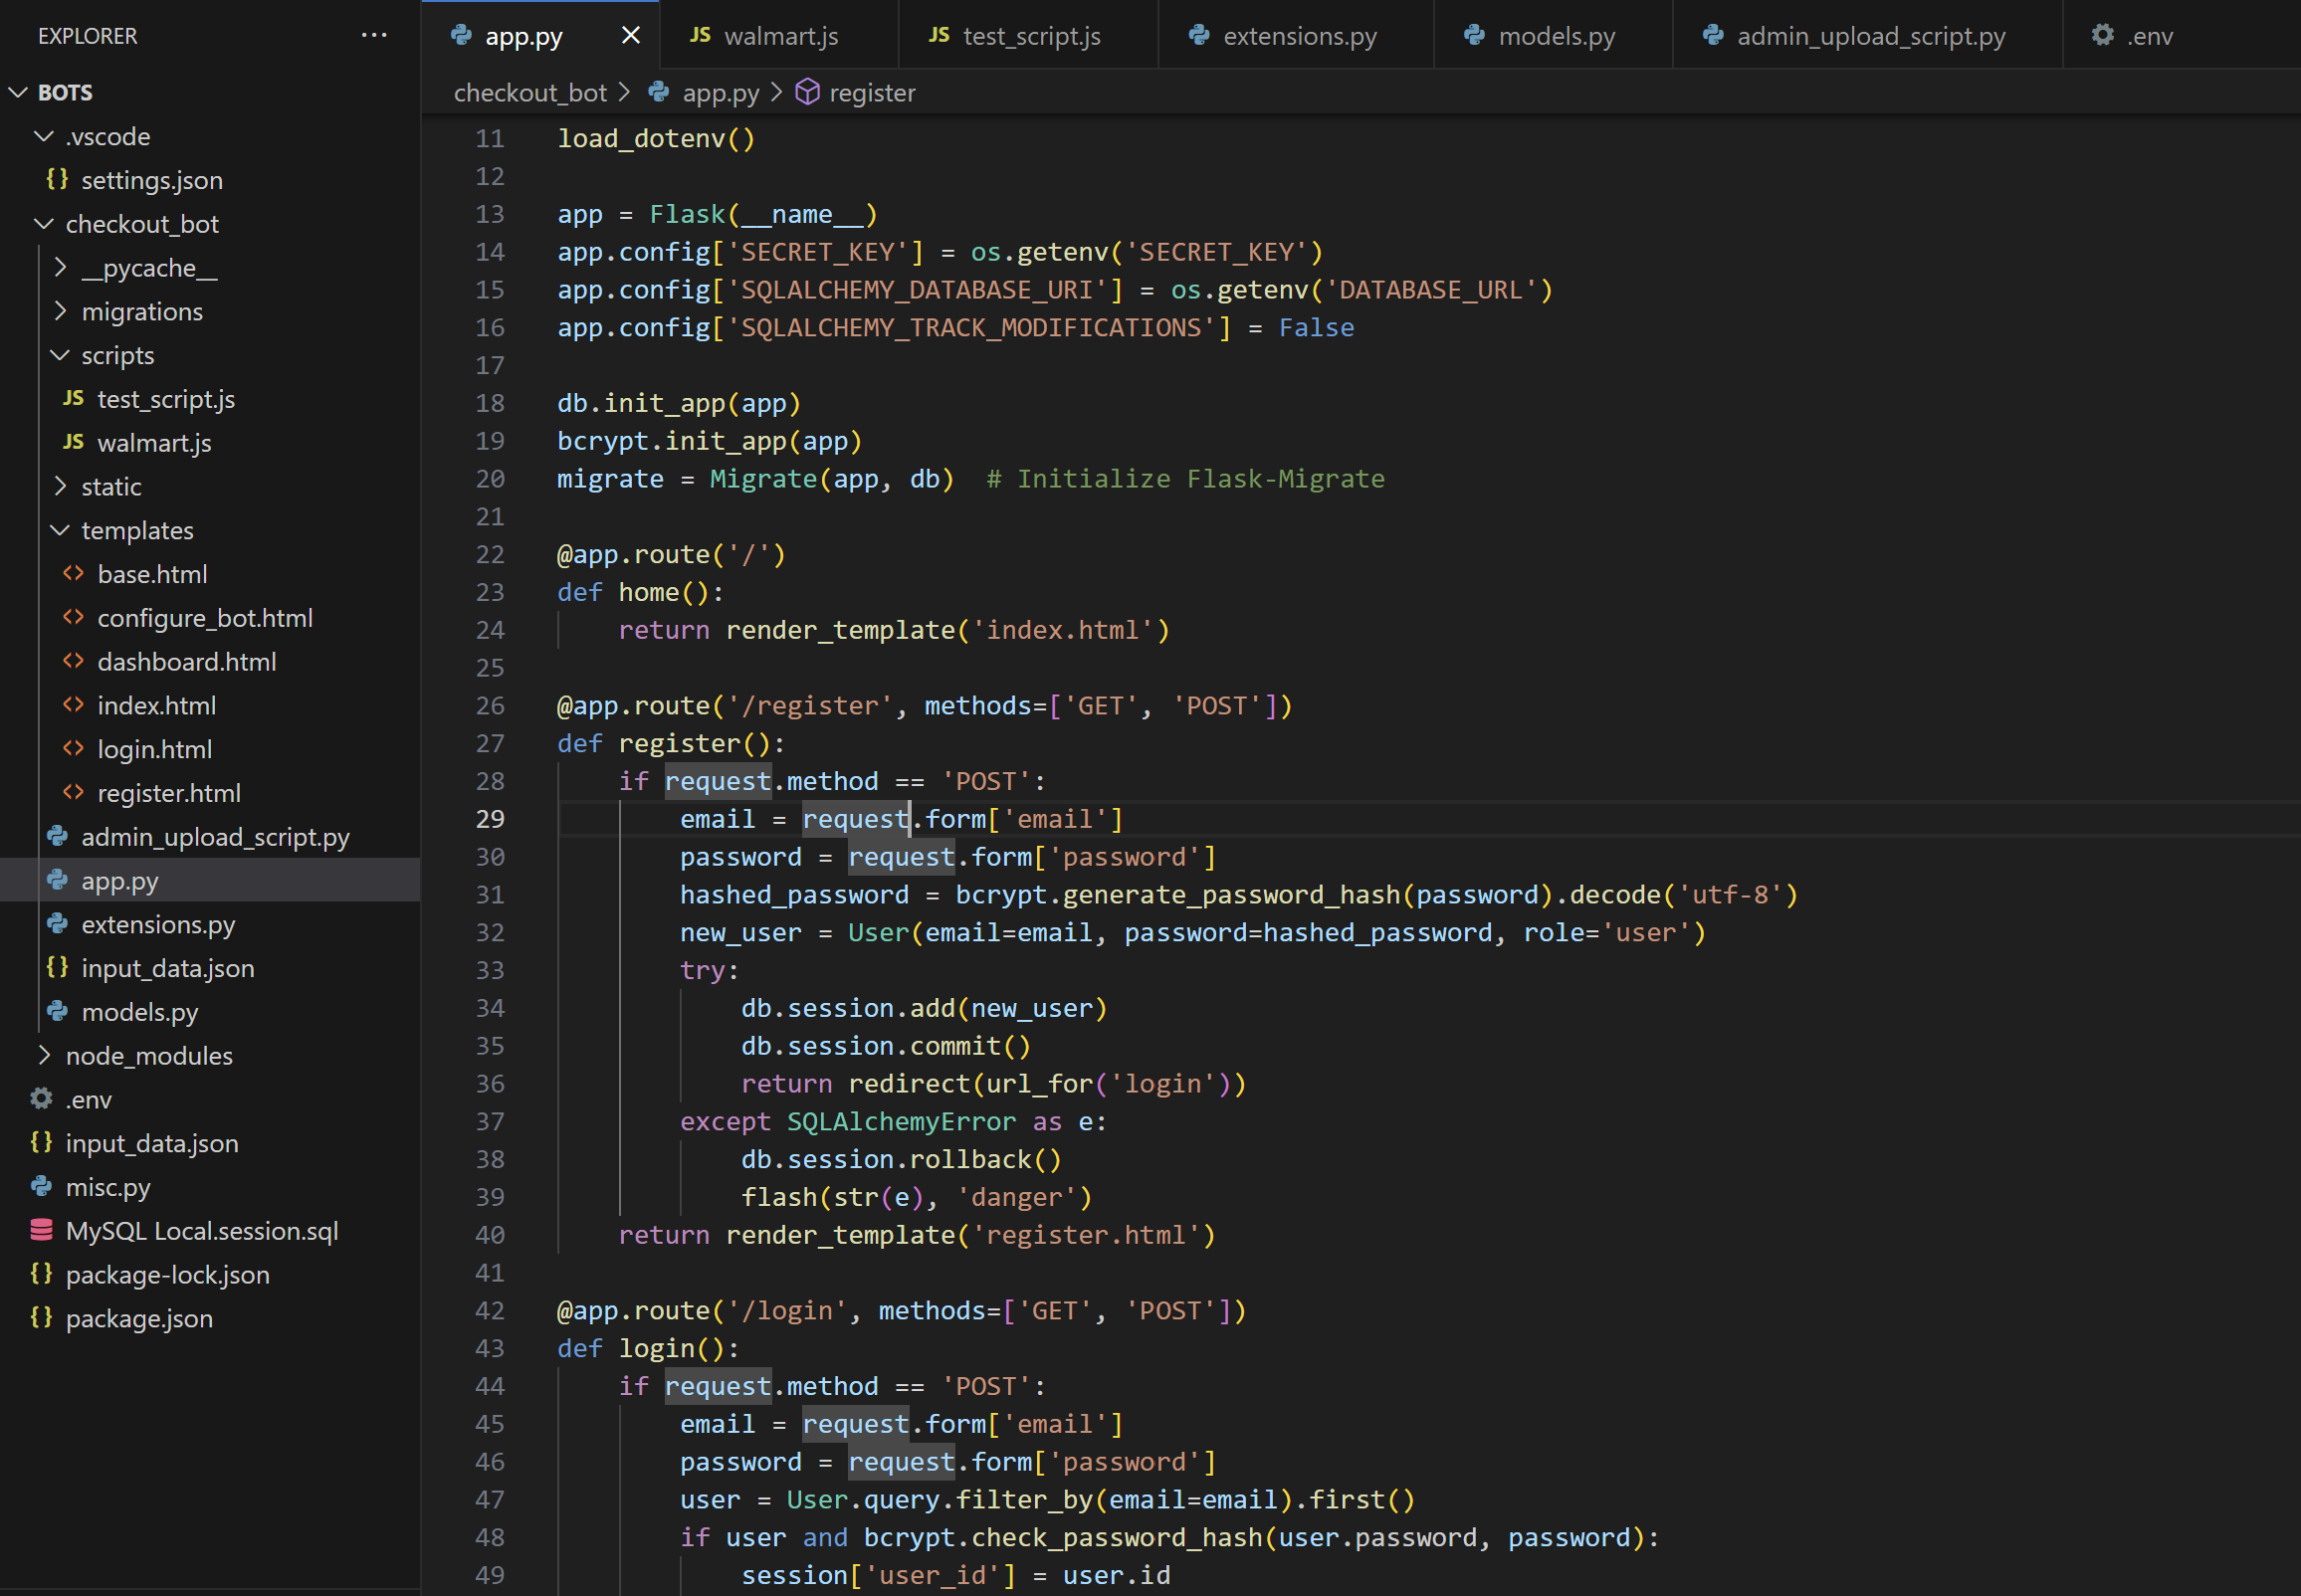 EXPLORER ...
BOTS
.vscode
{} settings.json
checkout_bot
__pycache__
migrations
scripts
JS test_script.js
JS walmart.js
static
templates
<> base.html
<> configure_bot.html
<> dashboard.html
<> index.html
<> login.html
<> register.html
admin_upload_script.py
app.py
extensions.py
{} input_data.json
models.py
node_modules
.env
{} input_data.json
misc.py
MySQL Local.session.sql
{} package-lock.json
{} package.json
app.py JS walmart.js JS test_script.js extensions.py models.py admin_upload_script.py .env
checkout_bot > app.py > register
11 load_dotenv()
12
13 app = Flask(__name__)
14 app.config['SECRET_KEY'] = os.getenv('SECRET_KEY')
15 app.config['SQLALCHEMY_DATABASE_URI'] = os.getenv('DATABASE_URL')
16 app.config['SQLALCHEMY_TRACK_MODIFICATIONS'] = False
17
18 db.init_app(app)
19 bcrypt.init_app(app)
20 migrate = Migrate(app, db)  # Initialize Flask-Migrate
21
22 @app.route('/')
23 def home():
24     return render_template('index.html')
25
26 @app.route('/register', methods=['GET', 'POST'])
27 def register():
28     if request.method == 'POST':
29         email = request.form['email']
30         password = request.form['password']
31         hashed_password = bcrypt.generate_password_hash(password).decode('utf-8')
32         new_user = User(email=email, password=hashed_password, role='user')
33         try:
34             db.session.add(new_user)
35             db.session.commit()
36             return redirect(url_for('login'))
37         except SQLAlchemyError as e:
38             db.session.rollback()
39             flash(str(e), 'danger')
40     return render_template('register.html')
41
42 @app.route('/login', methods=['GET', 'POST'])
43 def login():
44     if request.method == 'POST':
45         email = request.form['email']
46         password = request.form['password']
47         user = User.query.filter_by(email=email).first()
48         if user and bcrypt.check_password_hash(user.password, password):
49             session['user_id'] = user.id